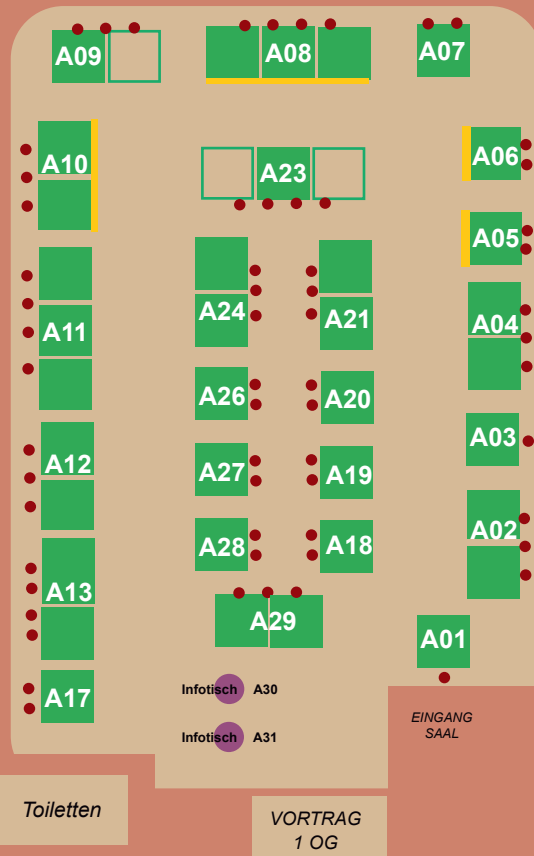 A09
A08
A07
A10
A23
A06
A05
A24
A21
A04
A11
A26
A20
A03
A12
A27
A19
A28
A18
A02
A13
A29
A01
A17
Infotisch A30
Infotisch A31
EINGANG
SAAL
Toiletten
VORTRAG
1 OG